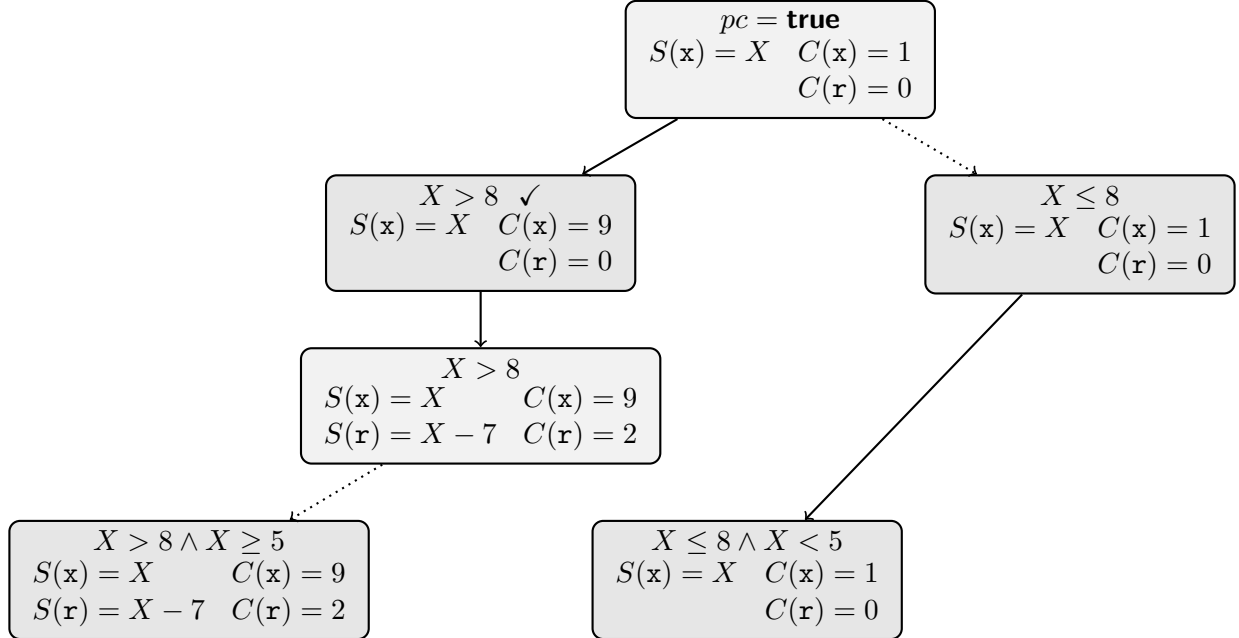 pc = true
S(x) = X C(x) = 1
C(r) = 0
X > 8 ✓
S(x) = X C(x) = 9
C(r) = 0
X ≤ 8
S(x) = X C(x) = 1
C(r) = 0
X > 8
S(x) = X C(x) = 9
S(r) = X − 7 C(r) = 2
X > 8 ∧ X ≥ 5
S(x) = X C(x) = 9
S(r) = X − 7 C(r) = 2
X ≤ 8 ∧ X < 5
S(x) = X C(x) = 1
C(r) = 0